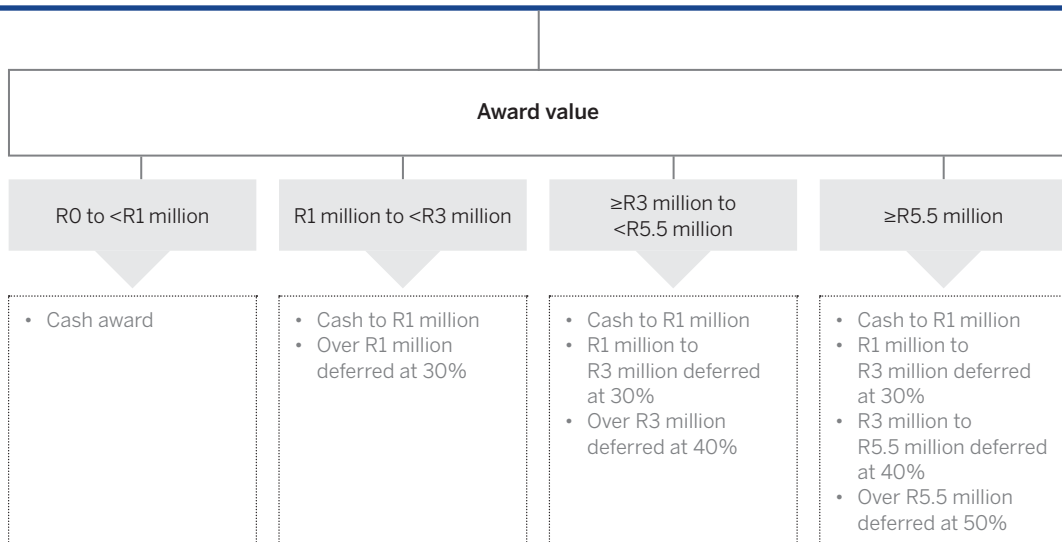 Award value
R0 to <R1 million
R1 million to <R3 million
≥R3 million to
<R5.5 million
≥R5.5 million
• Cash award
• Cash to R1 million
• Over R1 million
deferred at 30%
• Cash to R1 million
• R1 million to
R3 million deferred
at 30%
• Over R3 million
deferred at 40%
• Cash to R1 million
• R1 million to
R3 million deferred
at 30%
• R3 million to
R5.5 million deferred
at 40%
• Over R5.5 million
deferred at 50%